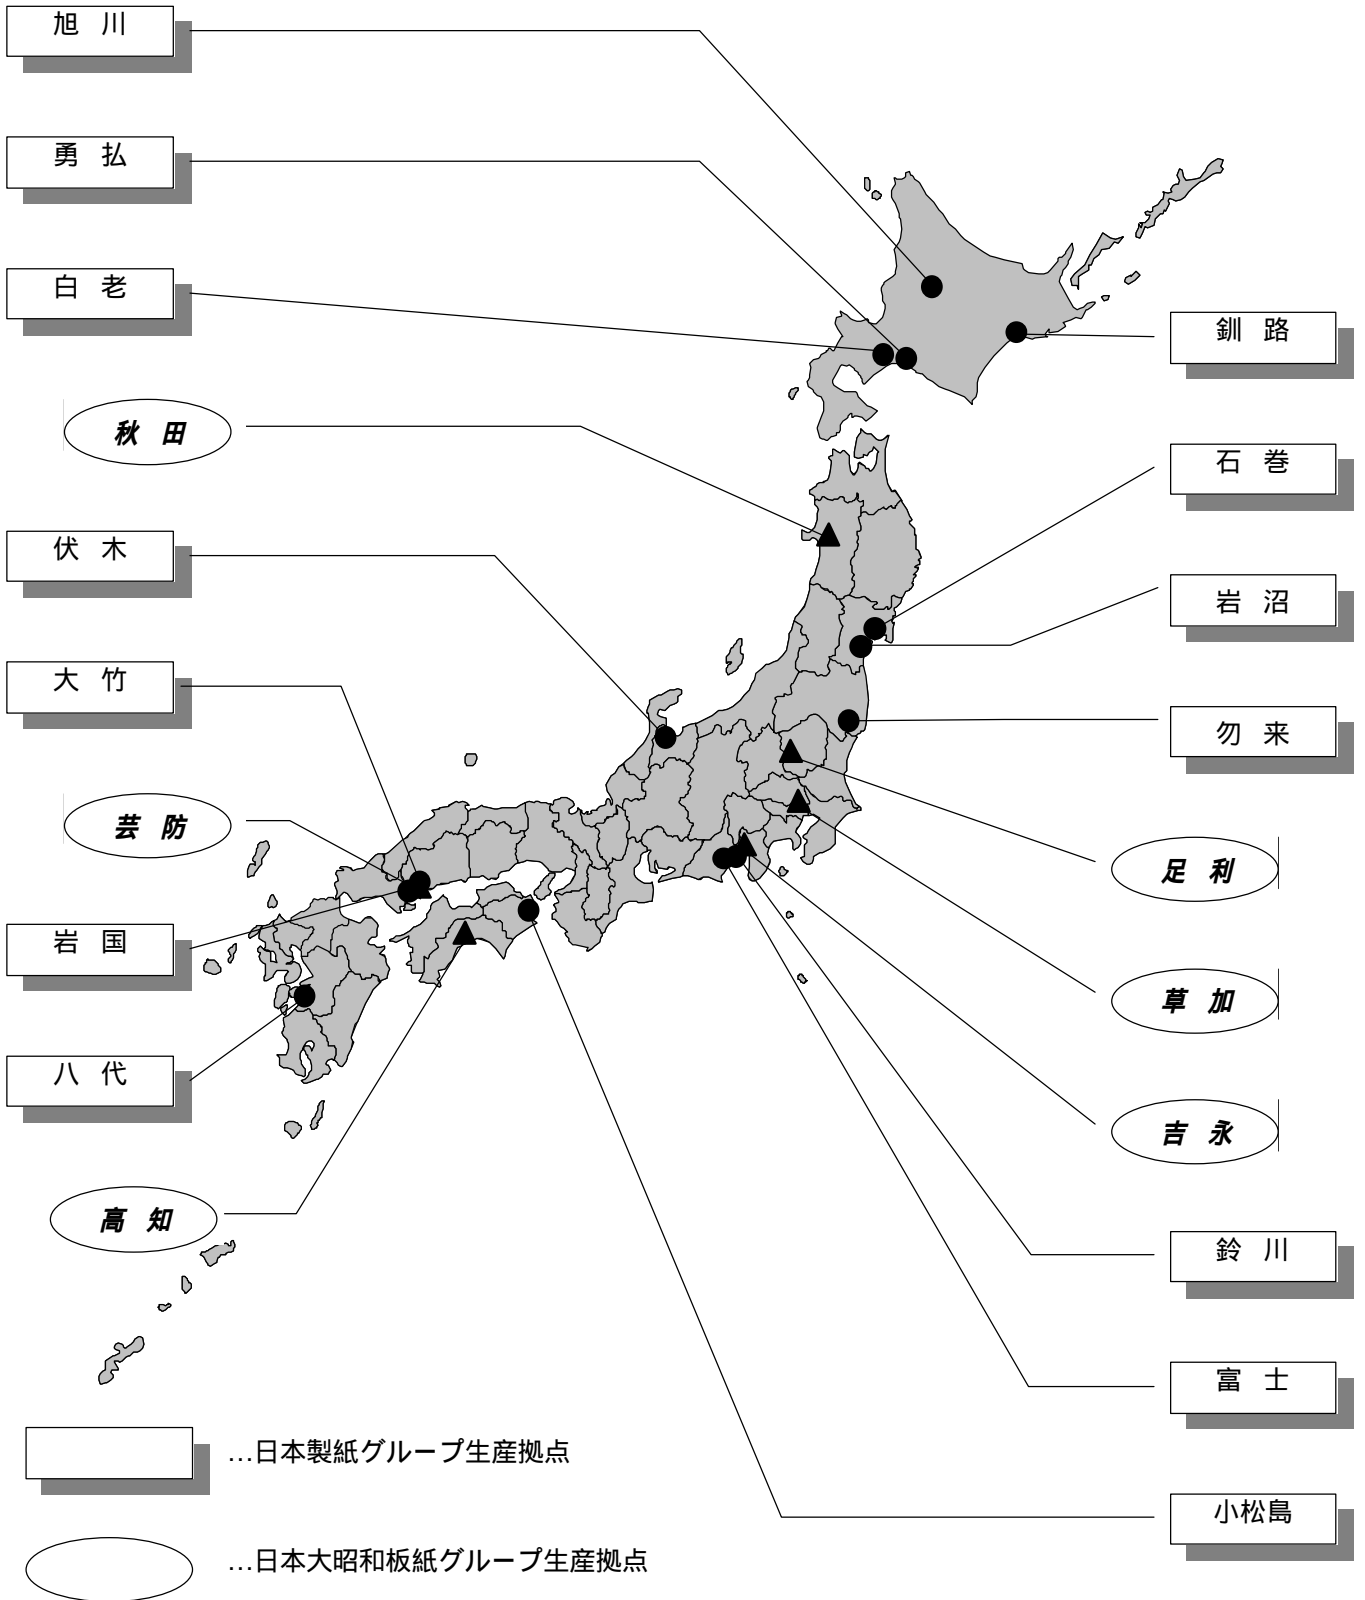 旭 川
勇 払
白 老
釧 路
秋 田
石 巻
伏 木
岩 沼
大 竹
勿 来
芸 防
足 利
岩 国
草 加
八 代
吉 永
高 知
鈴 川
富 士
…日本製紙グループ生産拠点
小松島
…日本大昭和板紙グループ生産拠点